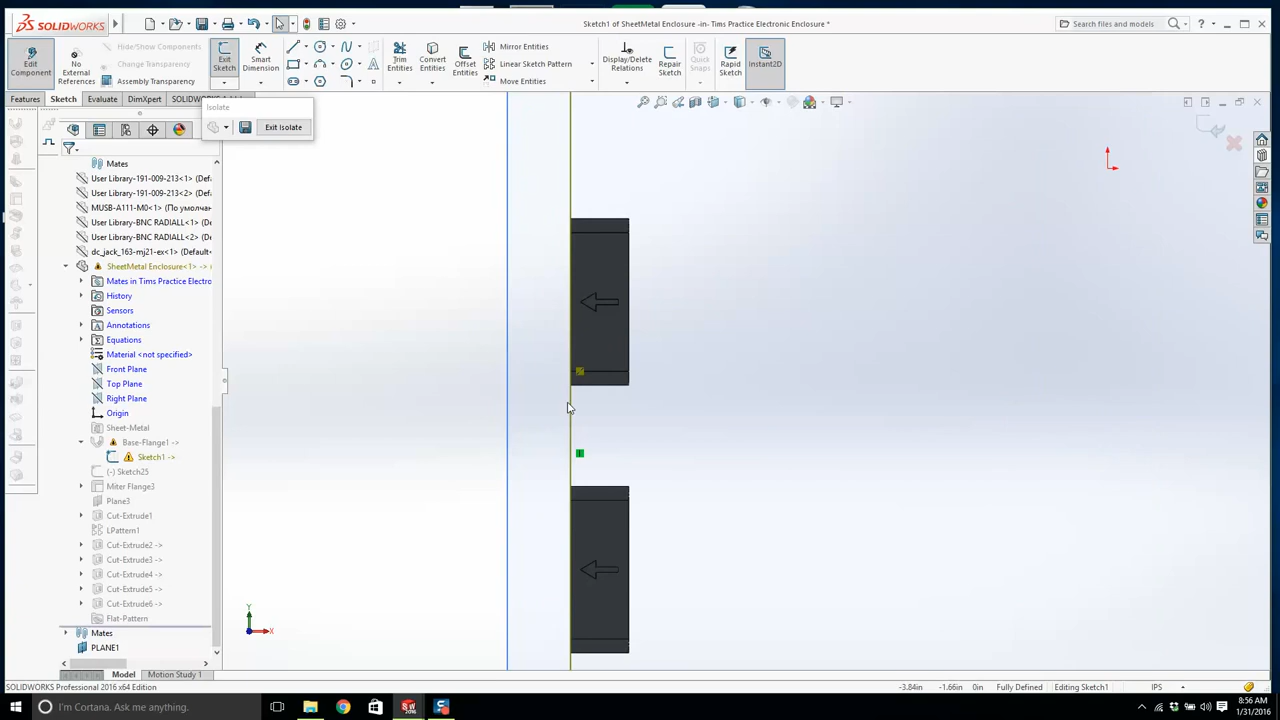 SOLIDWORKS
Sketch1 of SheetMetal Enclosure -in- Tims Practice Electronic Enclosure *
Search files and models
Edit Component
No External References
Hide/Show Components
Change Transparency
Assembly Transparency
Exit Sketch
Smart Dimension
Trim Entities
Convert Entities
Offset Entities
Mirror Entities
Linear Sketch Pattern
Move Entities
Display/Delete Relations
Repair Sketch
Quick Snaps
Rapid Sketch
Instant2D
Features
Sketch
Evaluate
DimXpert
Isolate
Exit Isolate
Mates
User Library-191-009-213<1> (Def
User Library-191-009-213<2> (Def
MUSB-A111-M0<1> (По умолчан
User Library-BNC RADIALL<1> (De
User Library-BNC RADIALL<2> (De
dc_jack_163-mj21-ex<1> (Default<
SheetMetal Enclosure<1> -> (
Mates in Tims Practice Electro
History
Sensors
Annotations
Equations
Material <not specified>
Front Plane
Top Plane
Right Plane
Origin
Sheet-Metal
Base-Flange1 ->
Sketch1 ->
(-) Sketch25
Miter Flange3
Plane3
Cut-Extrude1
LPattern1
Cut-Extrude2 ->
Cut-Extrude3 ->
Cut-Extrude4 ->
Cut-Extrude5 ->
Cut-Extrude6 ->
Flat-Pattern
Mates
PLANE1
Y
X
Model
Motion Study 1
SOLIDWORKS Professional 2016 x64 Edition
-3.84in
-1.66in
0in
Fully Defined
Editing Sketch1
IPS
I'm Cortana. Ask me anything.
8:56 AM
1/31/2016